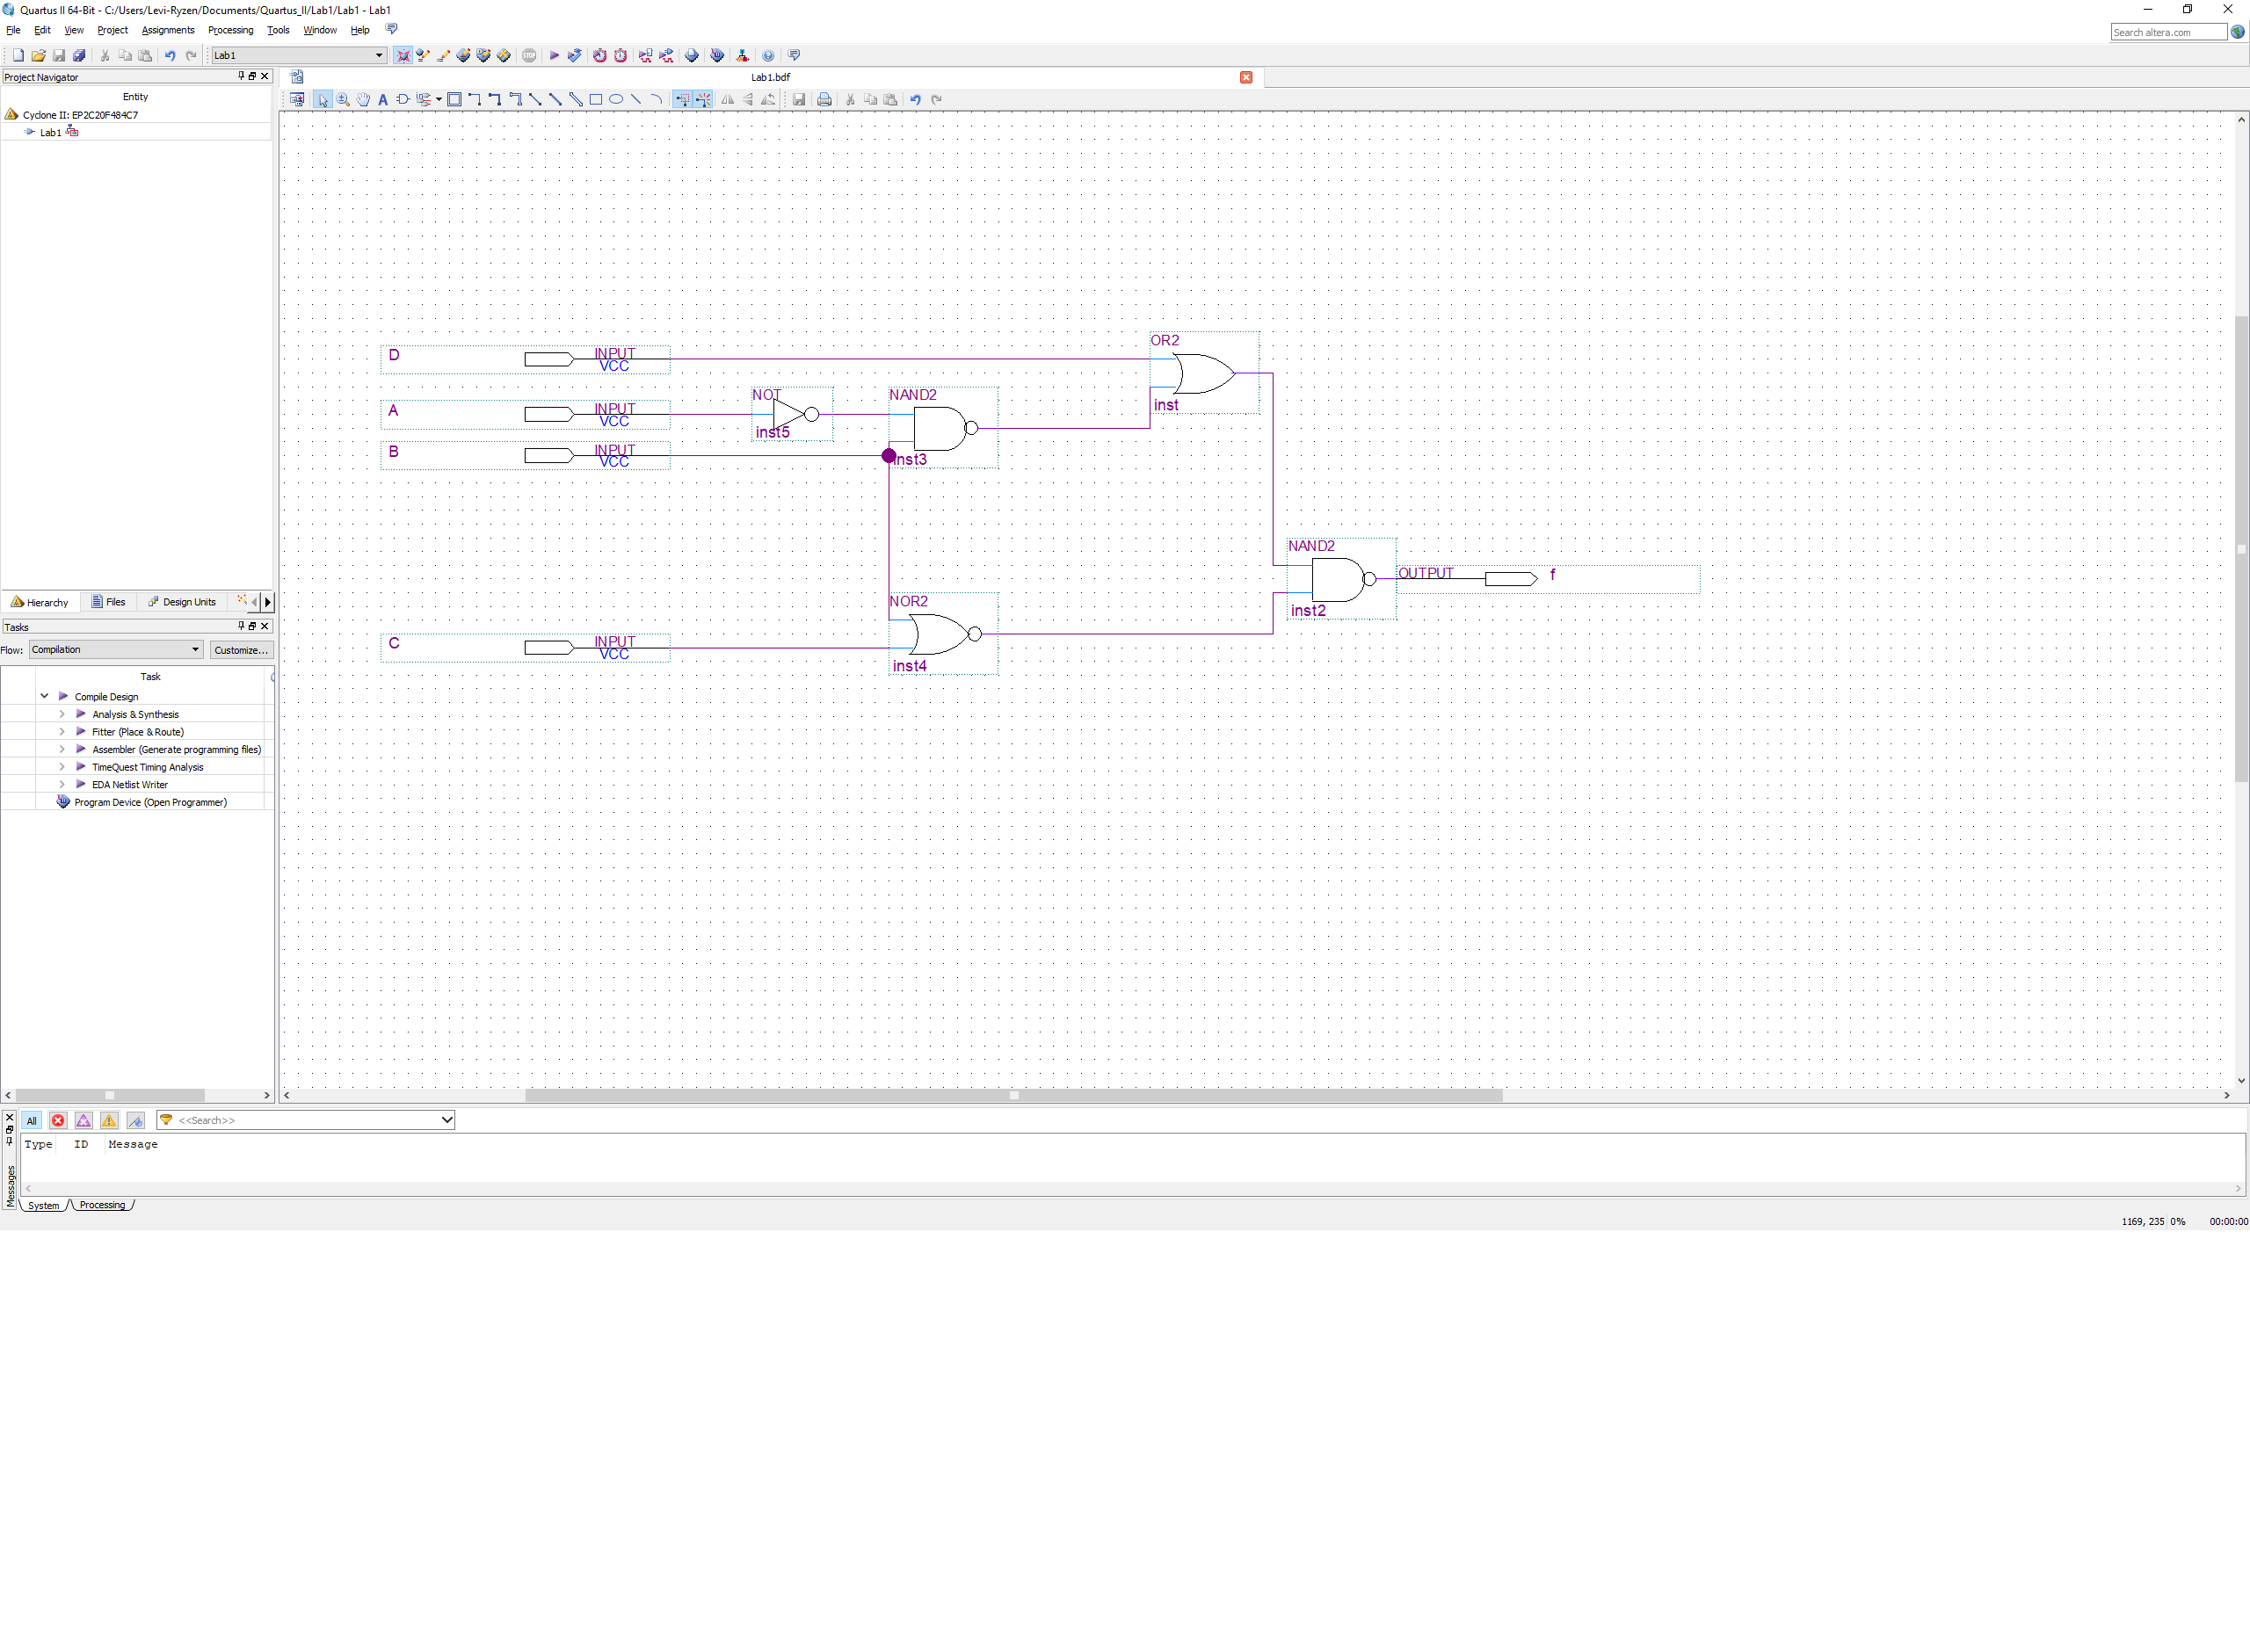 Quartus II 64-Bit - C:/Users/Levi-Ryzen/Documents/Quartus_II/Lab1/Lab1 - Lab1
File Edit View Project Assignments Processing Tools Window Help
Search altera.com
Lab1
Project Navigator
Lab1.bdf
Entity
Cyclone II: EP2C20F484C7
Lab1
OR2
D INPUT
VCC
inst
NOT
NAND2
A INPUT
VCC
inst5
B INPUT
VCC
inst3
NAND2
OUTPUT f
inst2
NOR2
C INPUT
VCC
inst4
Hierarchy Files Design Units
Tasks
Flow: Compilation Customize...
Task
Compile Design
Analysis & Synthesis
Fitter (Place & Route)
Assembler (Generate programming files)
TimeQuest Timing Analysis
EDA Netlist Writer
Program Device (Open Programmer)
All <<Search>>
Type ID Message
Messages
System Processing
1169, 235 0% 00:00:00